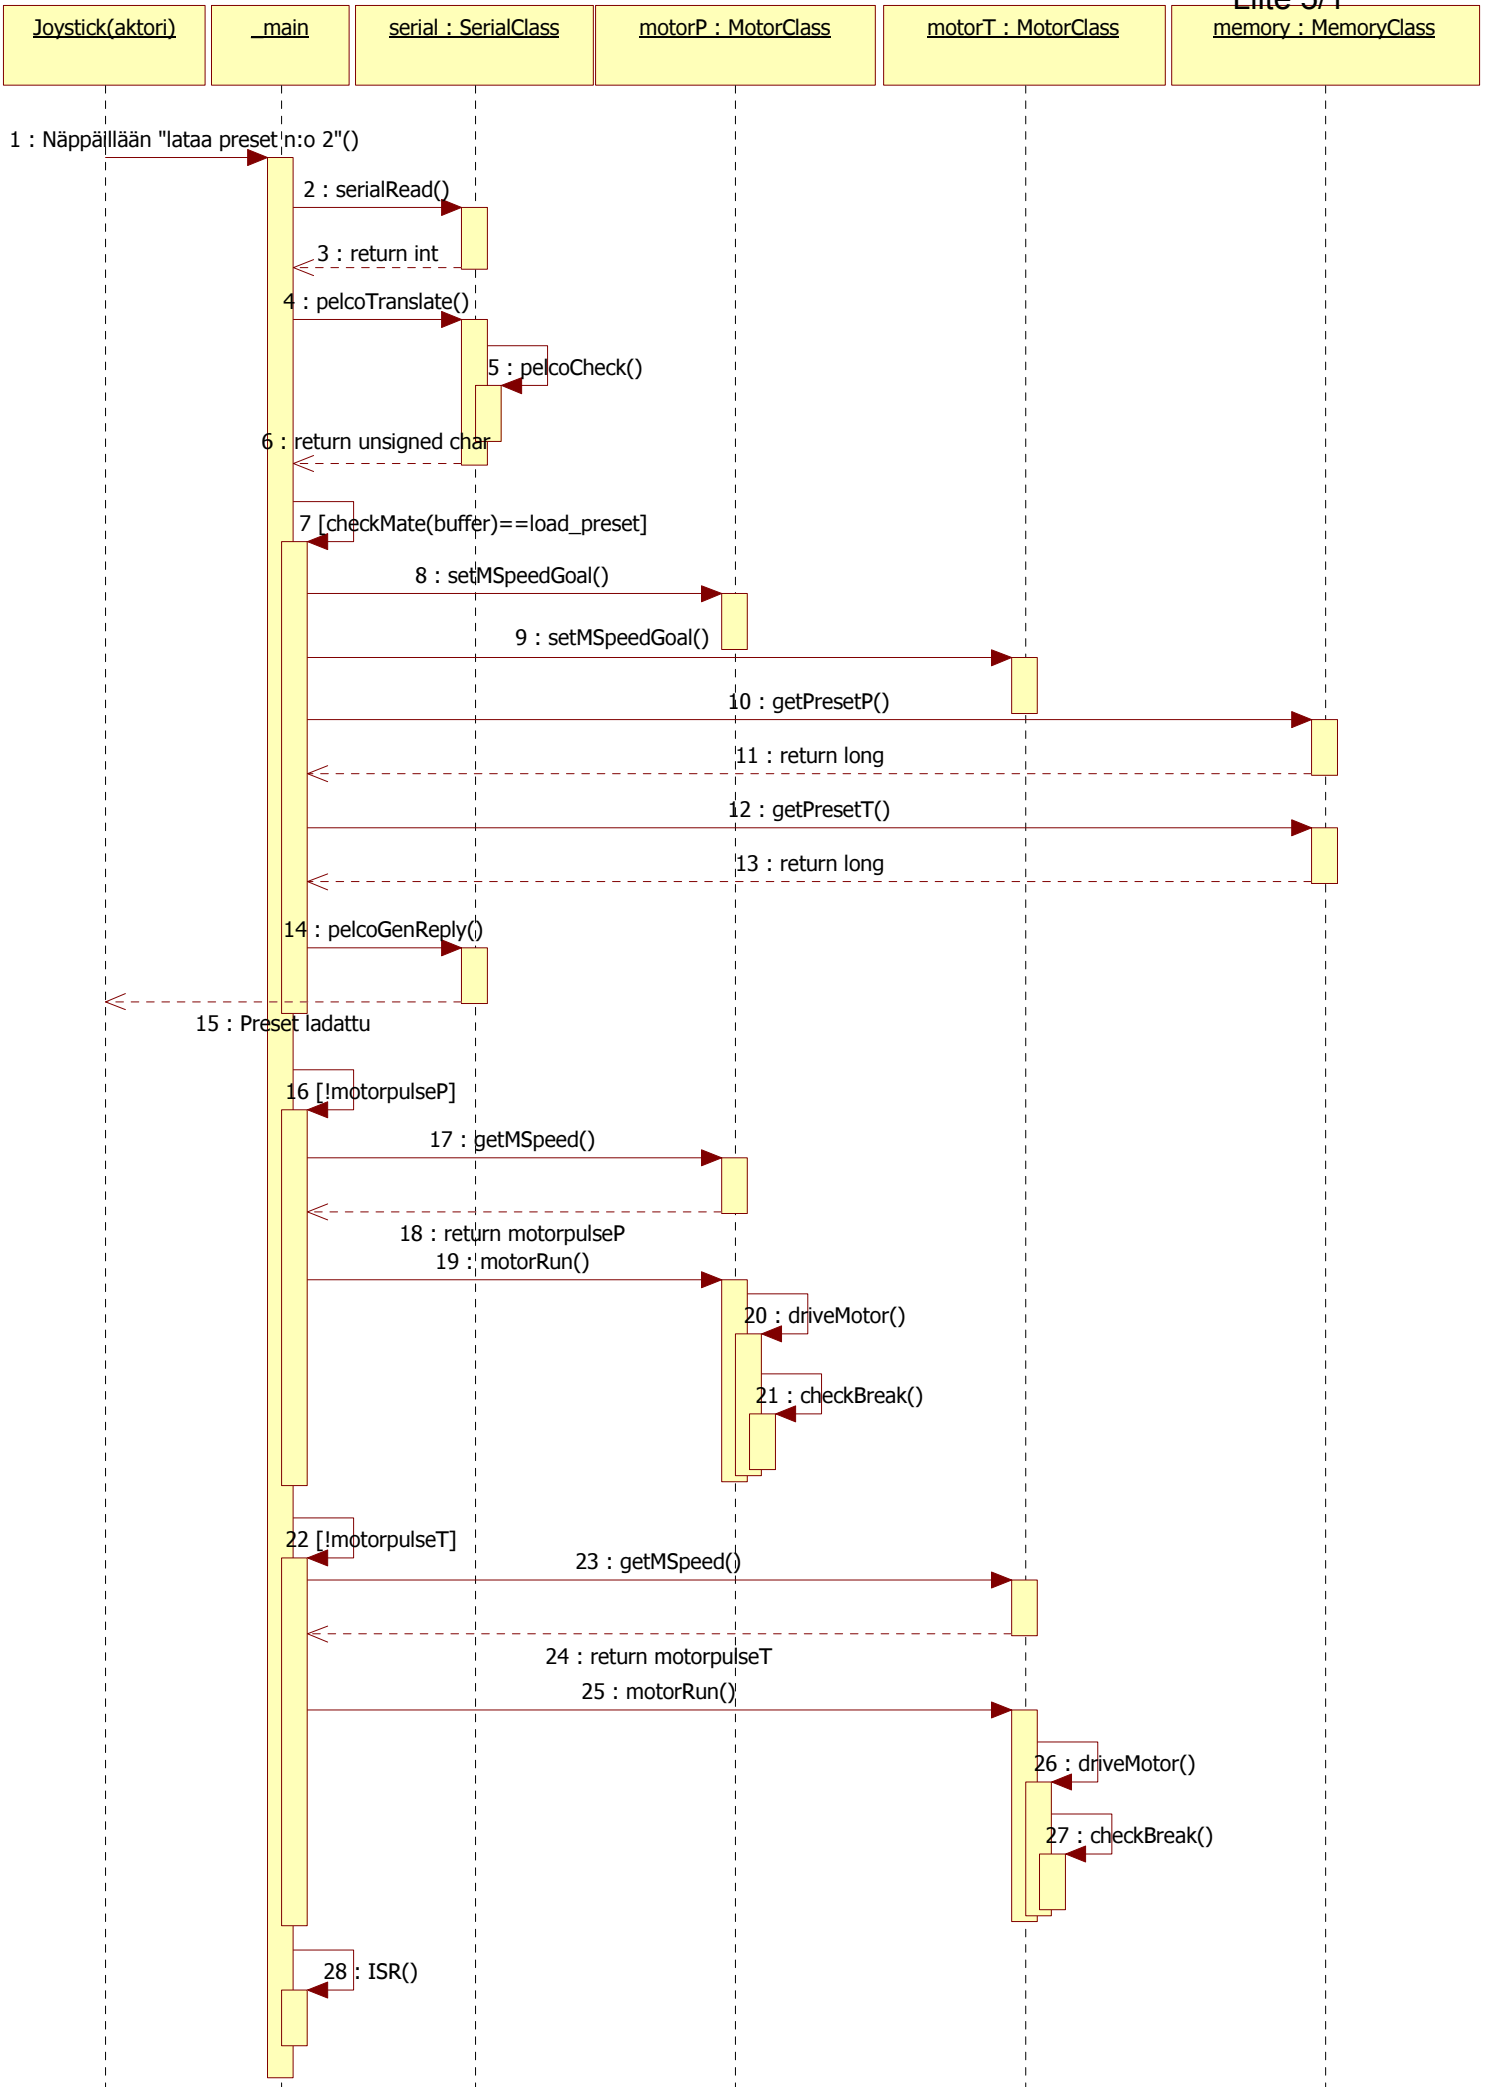 Liite 5/1
Joystick(aktori)
_main
serial : SerialClass
motorP : MotorClass
motorT : MotorClass
memory : MemoryClass
1 : Näppäillään "lataa preset n:o 2"()
2 : serialRead()
3 : return int
4 : pelcoTranslate()
5 : pelcoCheck()
6 : return unsigned char
7 [checkMate(buffer)==load_preset]
8 : setMSpeedGoal()
9 : setMSpeedGoal()
10 : getPresetP()
11 : return long
12 : getPresetT()
13 : return long
14 : pelcoGenReply()
15 : Preset ladattu
16 [!motorpulseP]
17 : getMSpeed()
18 : return motorpulseP
19 : motorRun()
20 : driveMotor()
21 : checkBreak()
22 [!motorpulseT]
23 : getMSpeed()
24 : return motorpulseT
25 : motorRun()
26 : driveMotor()
27 : checkBreak()
28 : ISR()